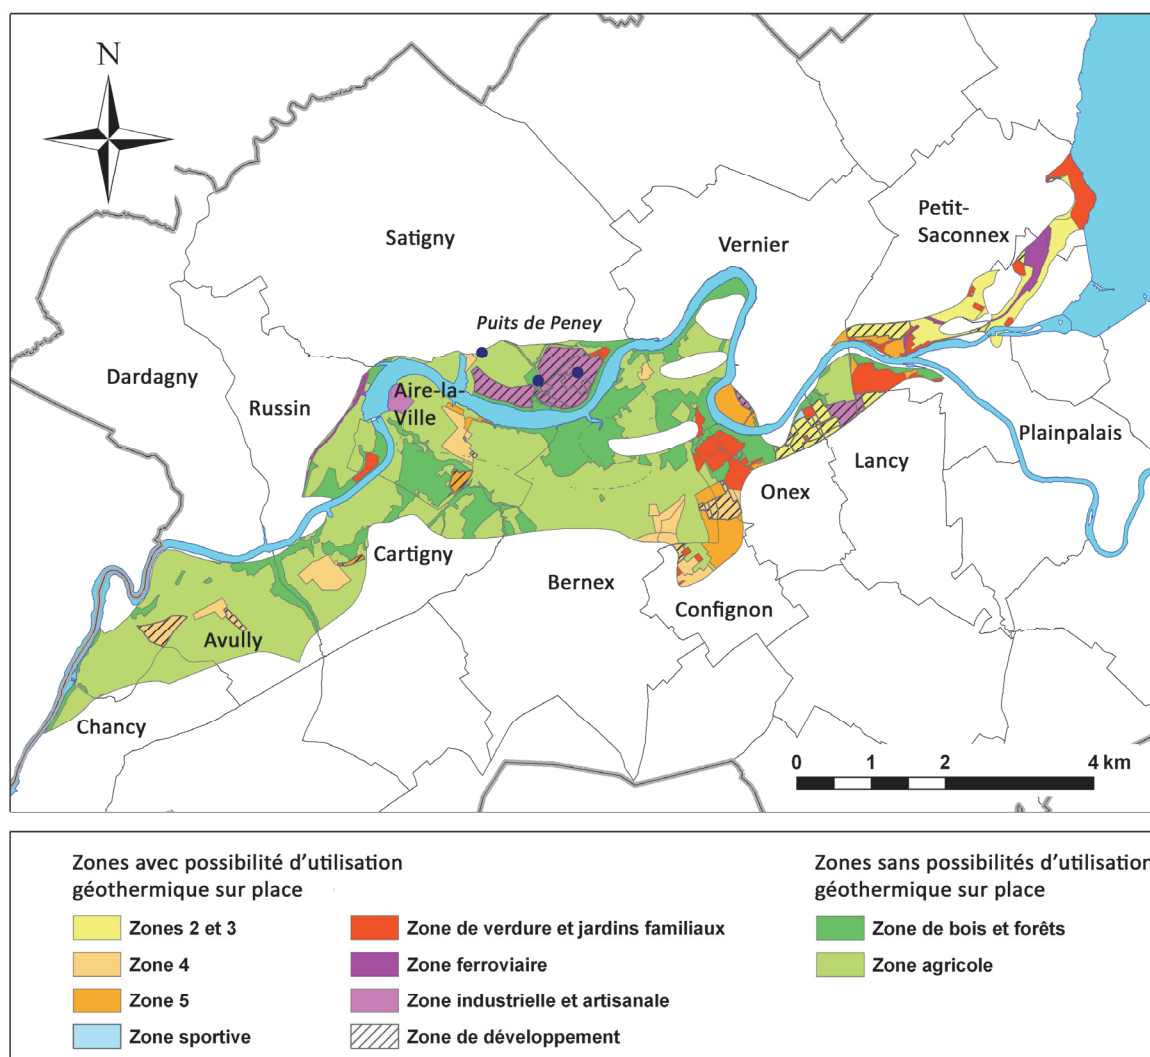 N
Petit-
Saconnex
Satigny
Vernier
Puits de Peney
Dardagny
Russin
Aire-la-
Ville
Plainpalais
Lancy
Onex
Cartigny
Bernex
Confignon
Avully
Chancy
0 1 2 4 km
Zones avec possibilité d'utilisation
géothermique sur place
Zones 2 et 3
Zone 4
Zone 5
Zone sportive
Zone de verdure et jardins familiaux
Zone ferroviaire
Zone industrielle et artisanale
Zone de développement
Zones sans possibilités d'utilisation
géothermique sur place
Zone de bois et forêts
Zone agricole